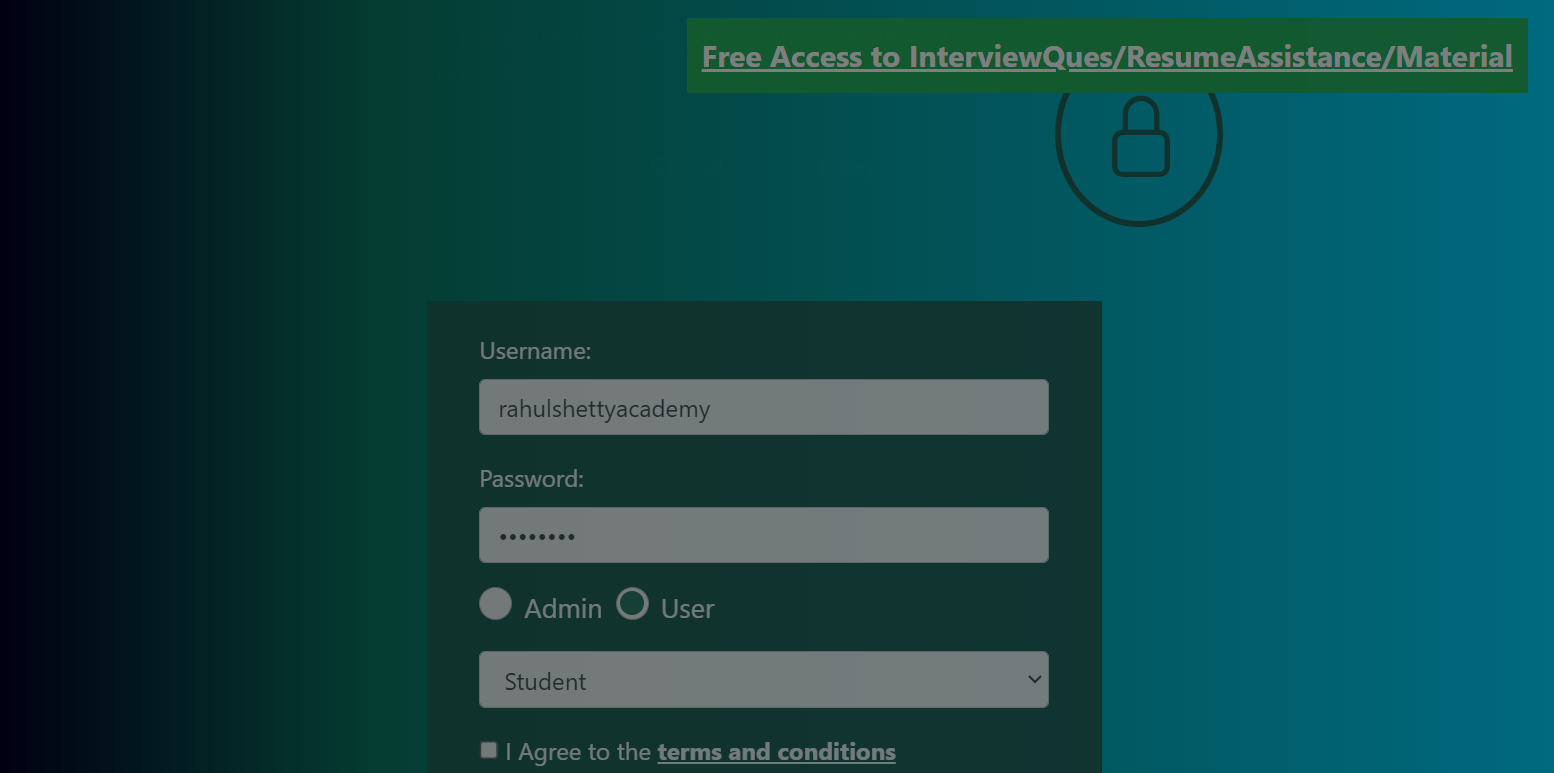 Free Access to InterviewQues/ResumeAssistance/Material
Username:
rahulshettyacademy
Password:
••••••••
Admin User
Student
I Agree to the terms and conditions